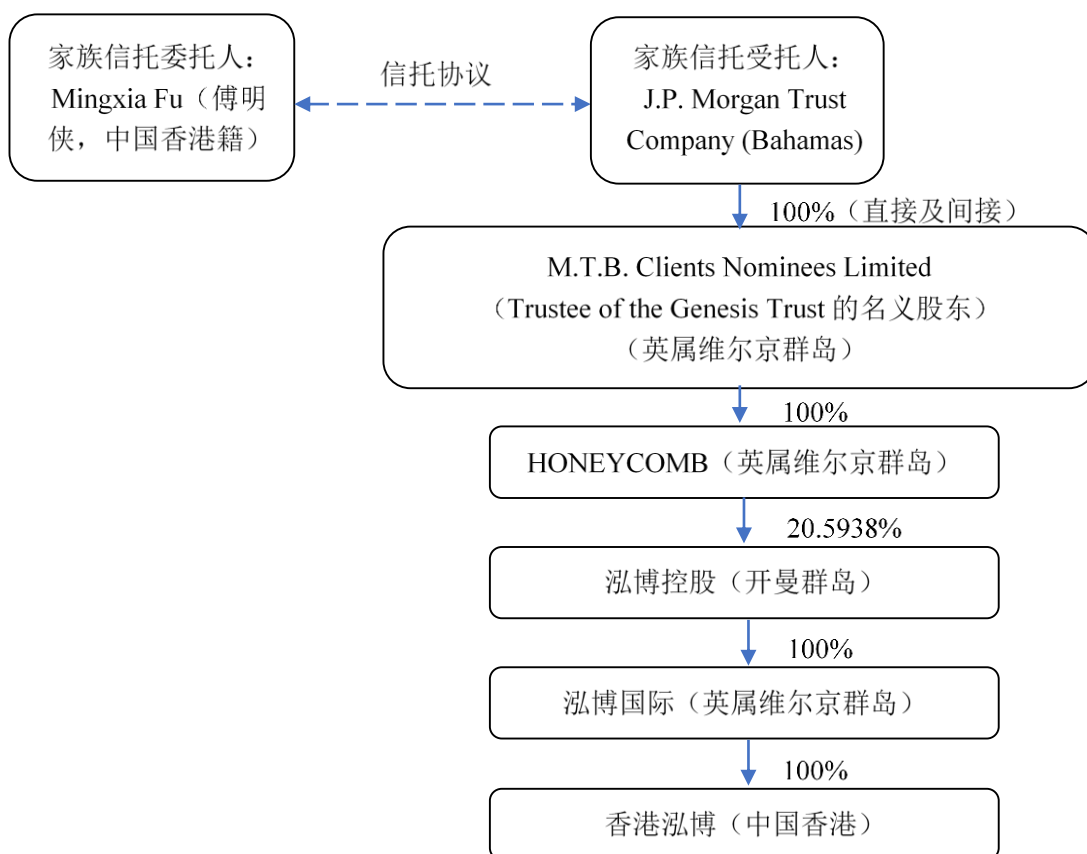 家族信托委托人：
Mingxia Fu（傅明
侠，中国香港籍）
信托协议
家族信托受托人：
J.P. Morgan Trust
Company (Bahamas)
100%（直接及间接）
M.T.B. Clients Nominees Limited
（Trustee of the Genesis Trust 的名义股东）
（英属维尔京群岛）
100%
HONEYCOMB（英属维尔京群岛）
20.5938%
泓博控股（开曼群岛）
100%
泓博国际（英属维尔京群岛）
100%
香港泓博（中国香港）